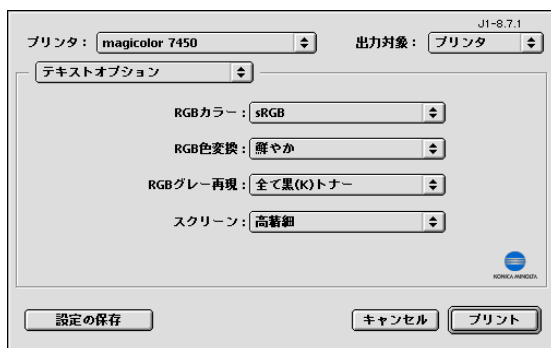 J1-8.7.1
プリンタ： magicolor 7450 出力対象： プリンタ
テキストオプション
RGBカラー： sRGB
RGB色変換： 鮮やか
RGBグレー再現： 全て黒(K)トナー
スクリーン： 高精細
KONICA MINOLTA
設定の保存 キャンセル プリント